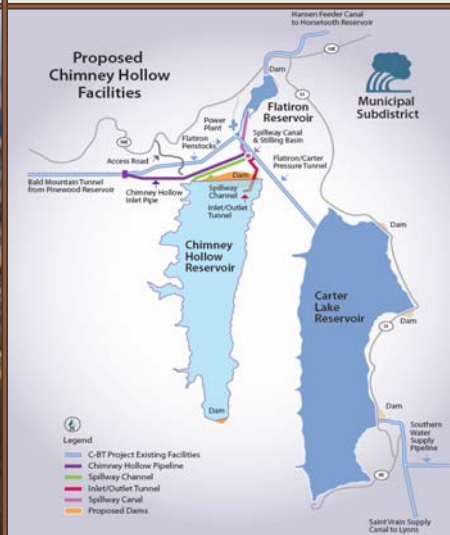 Hansen Feeder Canal
to Horsetooth Reservoir
Proposed
Chimney Hollow
Facilities
Dam
Municipal
Subdistrict
Flatiron
Reservoir
Power
Plant
Spillway Canal
& Stilling Basin
Flatiron
Penstocks
Flatiron/Carter
Pressure Tunnel
Access Road
Bald Mountain Tunnel
from Pinewood Reservoir
Chimney Hollow
Inlet Pipe
Dam
Spillway
Channel
Inlet/Outlet
Tunnel
Dam
Chimney
Hollow
Reservoir
Carter
Lake
Reservoir
Dam
Dam
Dam
Southern
Water
Supply
Pipeline
Legend
C-BT Project Existing Facilities
Chimney Hollow Pipeline
Spillway Channel
Inlet/Outlet Tunnel
Spillway Canal
Proposed Dams
Saint Vrain Supply
Canal to Lyons